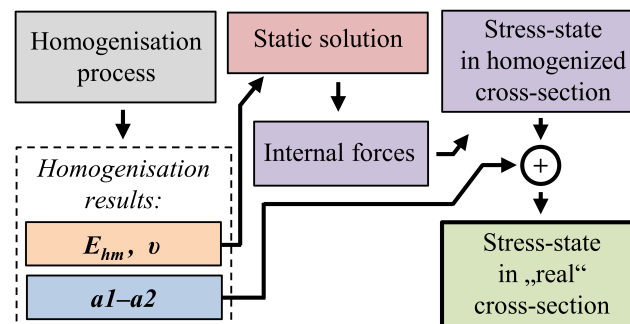 Homogenisation
process
Static solution
Stress-state
in homogenized
cross-section
Internal forces
Homogenisation
results:
E_hm, υ
a1–a2
+
Stress-state
in „real“
cross-section